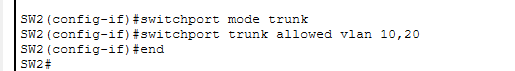 SW2(config-if)#switchport mode trunk
SW2(config-if)#switchport trunk allowed vlan 10,20
SW2(config-if)#end
SW2#